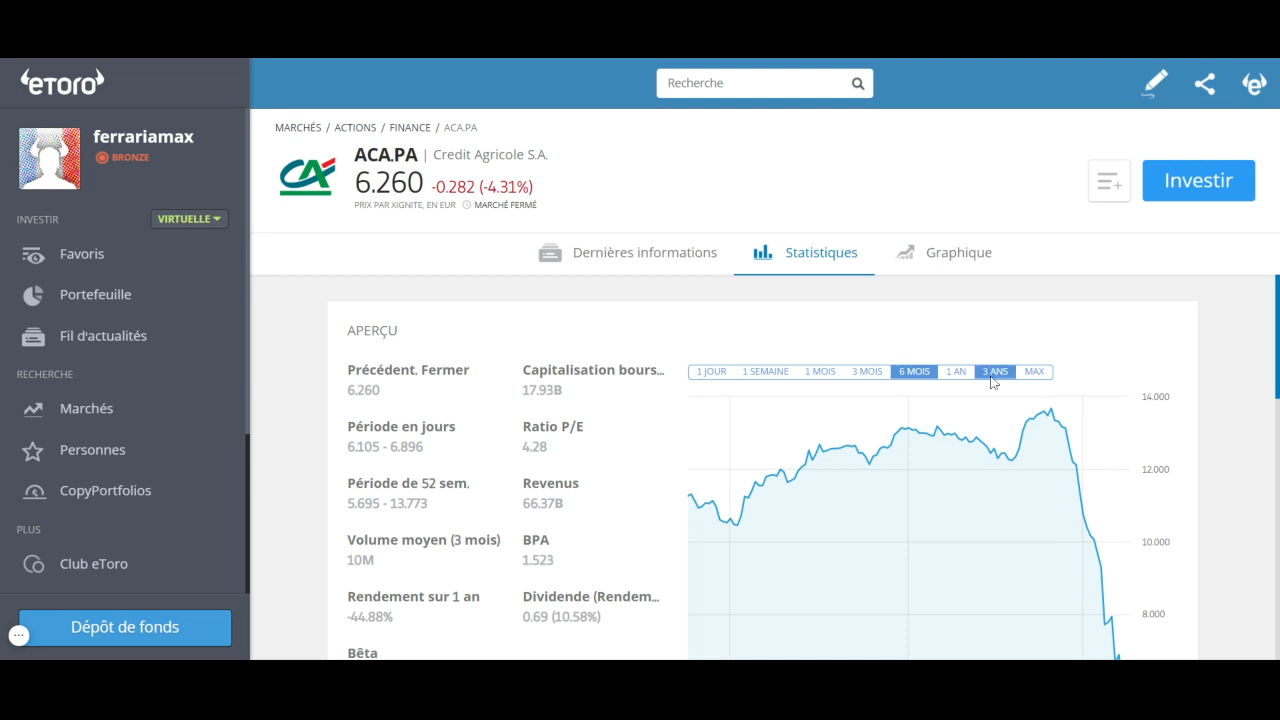 eToro
Recherche
ferrariamax
BRONZE
INVESTIR
VIRTUELLE
Favoris
Portefeuille
Fil d'actualités
RECHERCHE
Marchés
Personnes
CopyPortfolios
PLUS
Club eToro
Dépôt de fonds
...
MARCHÉS / ACTIONS / FINANCE / ACA.PA
CA
ACA.PA | Credit Agricole S.A.
6.260 -0.282 (-4.31%)
PRIX PAR XIGNITE, EN EUR MARCHÉ FERMÉ
Investir
Dernières informations Statistiques Graphique
APERÇU
Précédent. Fermer
6.260
Période en jours
6.105 - 6.896
Période de 52 sem.
5.695 - 13.773
Volume moyen (3 mois)
10M
Rendement sur 1 an
-44.88%
Bêta
Capitalisation bours...
17.93B
Ratio P/E
4.28
Revenus
66.37B
BPA
1.523
Dividende (Rendem...
0.69 (10.58%)
1 JOUR 1 SEMAINE 1 MOIS 3 MOIS 6 MOIS 1 AN 3 ANS MAX
14.000
12.000
10.000
8.000